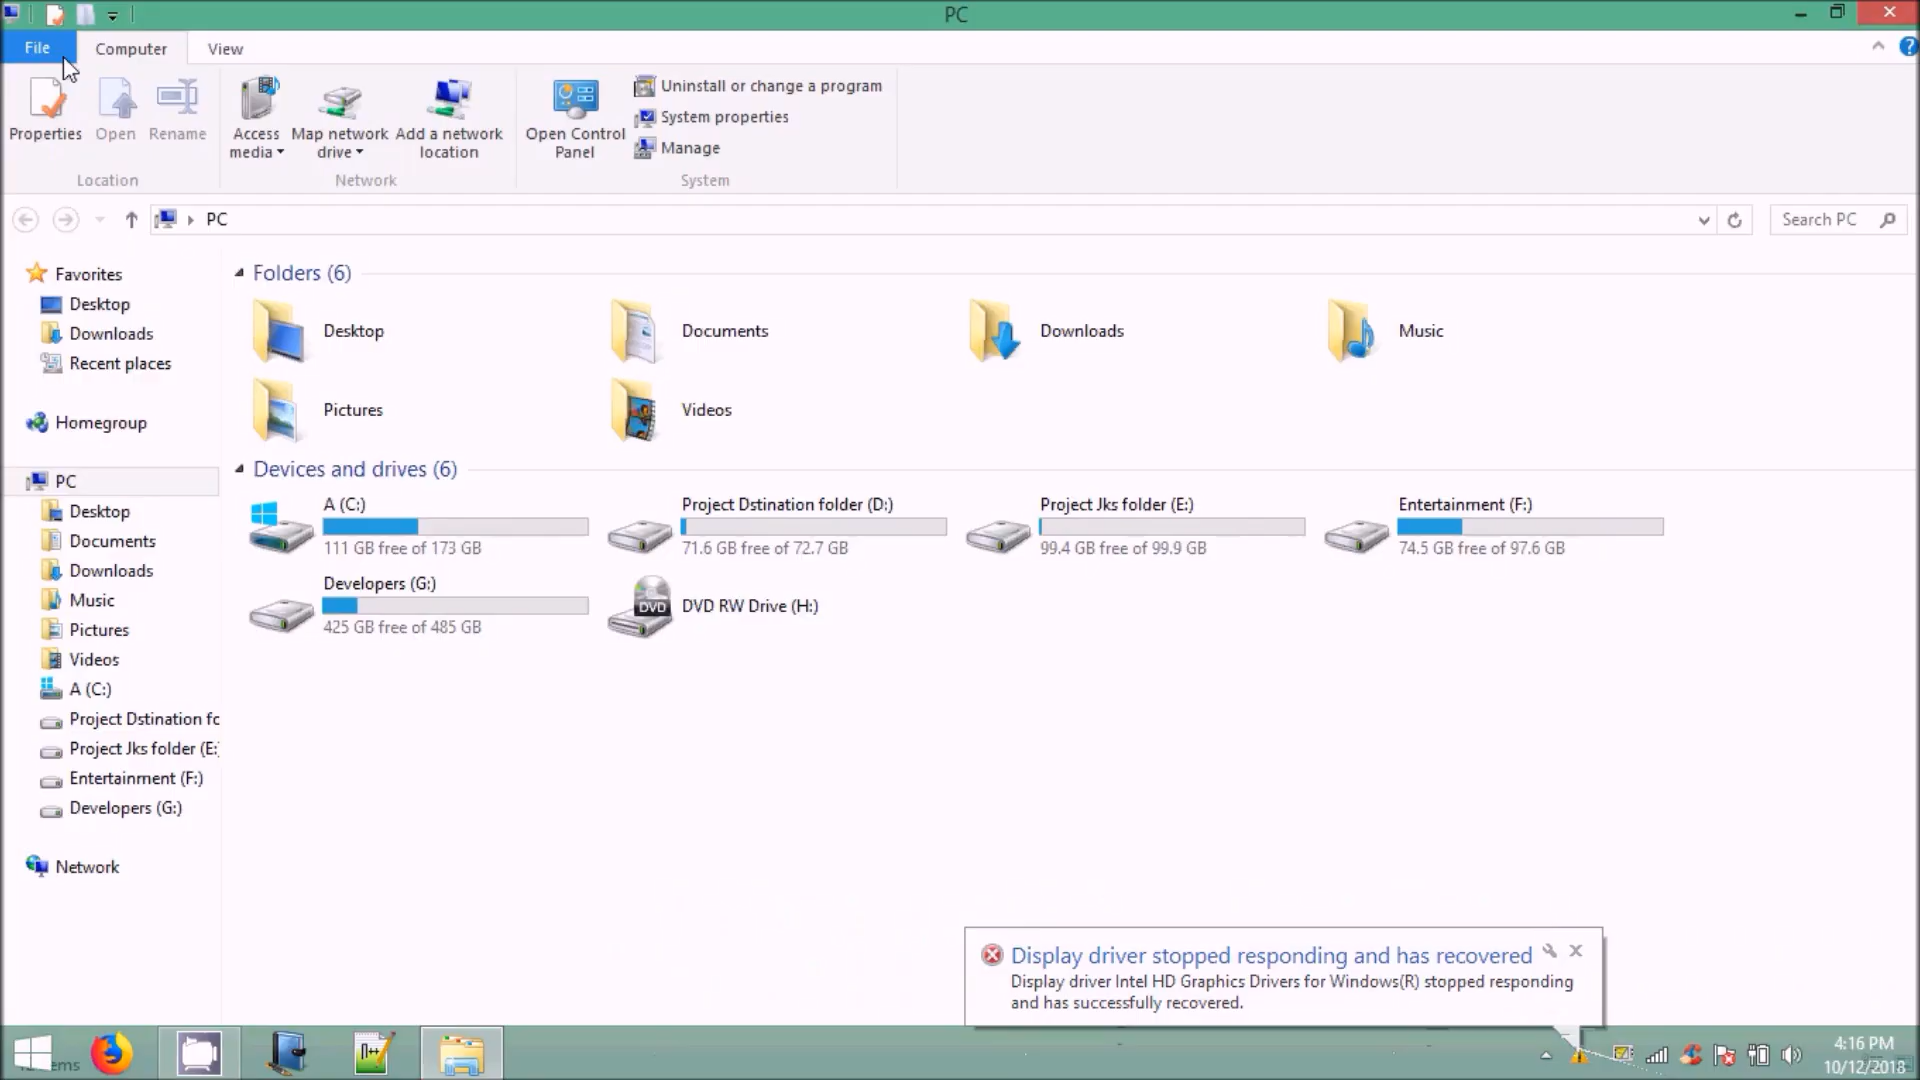 PC
File
Computer
View
Properties
Open
Rename
Access
media
Map network
drive
Add a network
location
Open Control
Panel
Uninstall or change a program
System properties
Manage
Location
Network
System
PC
Search PC
Favorites
Desktop
Downloads
Recent places
Homegroup
PC
Desktop
Documents
Downloads
Music
Pictures
Videos
A (C:)
Project Dstination fc
Project Jks folder (E:
Entertainment (F:)
Developers (G:)
Network
Folders (6)
Desktop
Documents
Downloads
Music
Pictures
Videos
Devices and drives (6)
A (C:)
111 GB free of 173 GB
Project Dstination folder (D:)
71.6 GB free of 72.7 GB
Project Jks folder (E:)
99.4 GB free of 99.9 GB
Entertainment (F:)
74.5 GB free of 97.6 GB
Developers (G:)
425 GB free of 485 GB
DVD
DVD RW Drive (H:)
Display driver stopped responding and has recovered
Display driver Intel HD Graphics Drivers for Windows(R) stopped responding
and has successfully recovered.
4:16 PM
10/12/2018